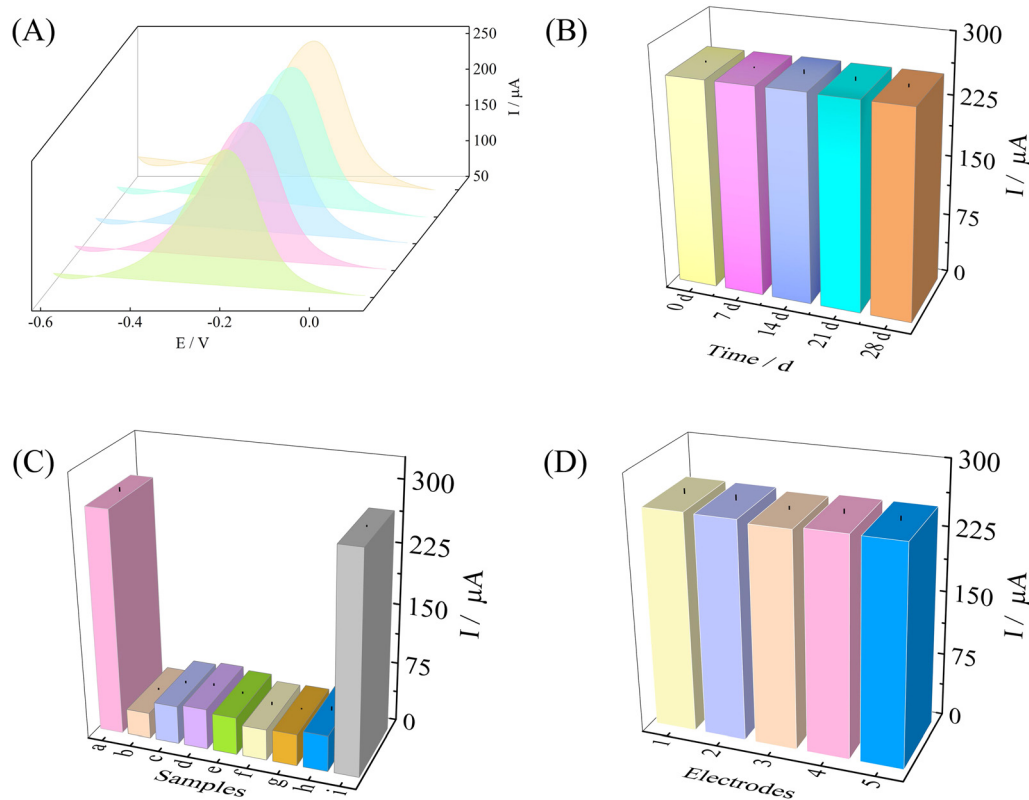 (A)
250
200
150
100
50
I / µA
-0.6
-0.4
-0.2
0.0
E / V
(B)
300
225
150
75
0
I / µA
0 d
7 d
14 d
21 d
28 d
Time / d
(C)
300
225
150
75
0
I / µA
a
b
c
d
e
f
g
h
i
Samples
(D)
300
225
150
75
0
I / µA
1
2
3
4
5
Electrodes